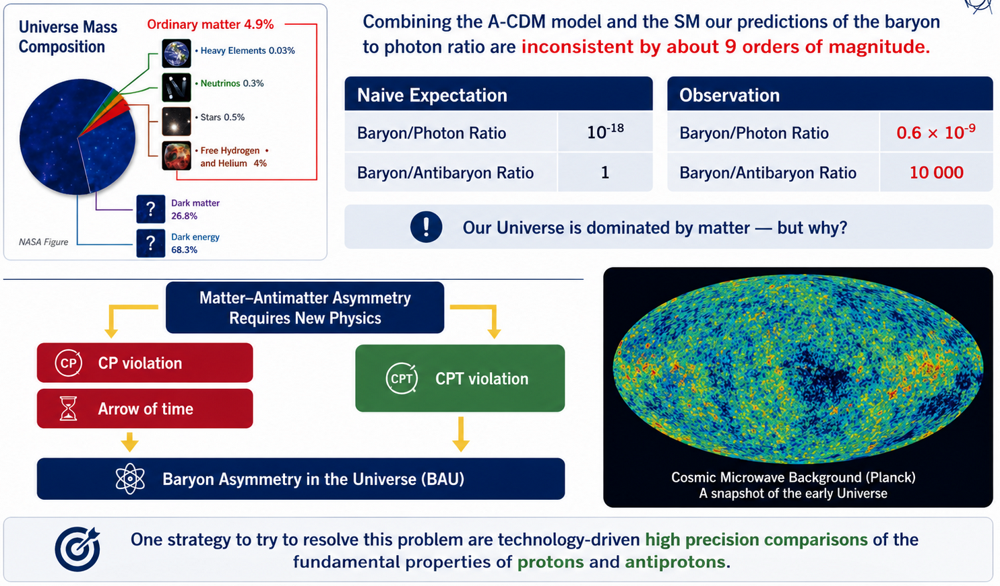 Universe Mass
Composition
Ordinary matter 4.9%
• Heavy Elements 0.03%
• Neutrinos 0.3%
• Stars 0.5%
• Free Hydrogen •
and Helium 4%
?
Dark matter
26.8%
?
Dark energy
68.3%
NASA Figure
Combining the Λ-CDM model and the SM our predictions of the baryon
to photon ratio are inconsistent by about 9 orders of magnitude.
Naive Expectation
Baryon/Photon Ratio 10⁻¹⁸
Baryon/Antibaryon Ratio 1
Observation
Baryon/Photon Ratio 0.6 × 10⁻⁹
Baryon/Antibaryon Ratio 10 000
! Our Universe is dominated by matter — but why?
Matter–Antimatter Asymmetry
Requires New Physics
CP CP violation
Arrow of time
CPT CPT violation
Baryon Asymmetry in the Universe (BAU)
Cosmic Microwave Background (Planck)
A snapshot of the early Universe
One strategy to try to resolve this problem are technology-driven high precision comparisons of the
fundamental properties of protons and antiprotons.